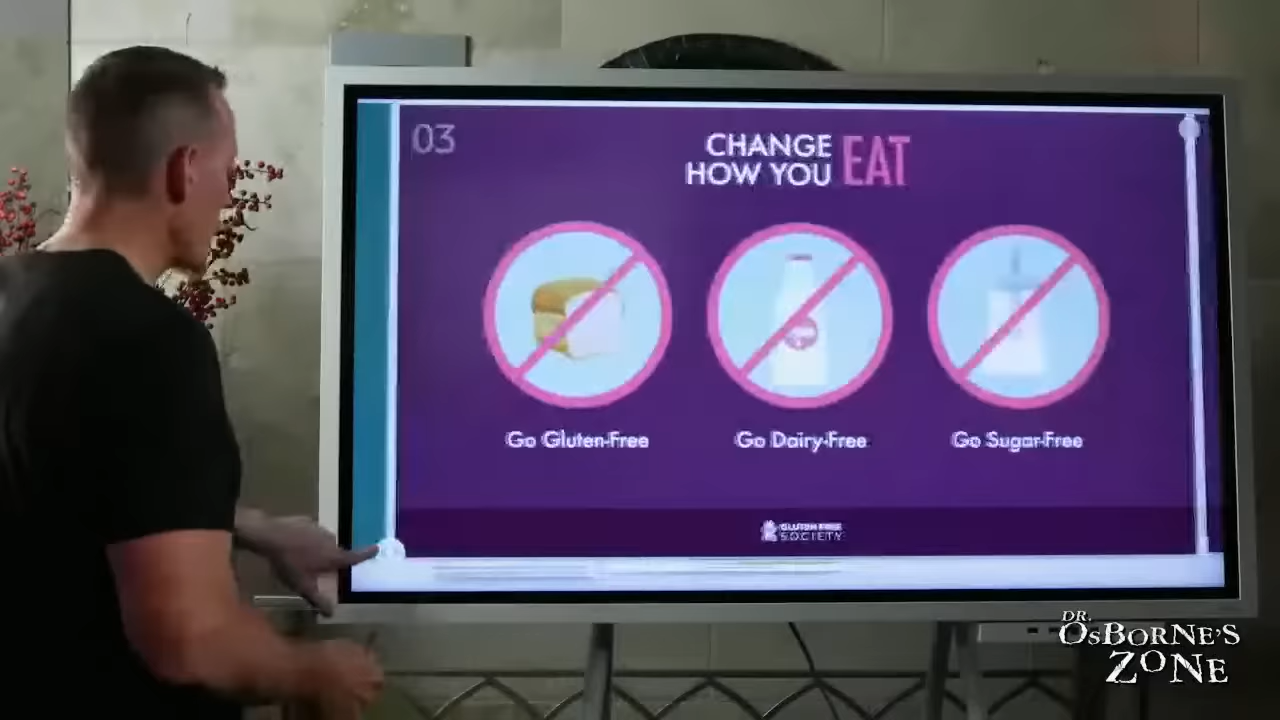 03
CHANGE
HOW YOU EAT
Go Gluten-Free
Go Dairy-Free
Go Sugar-Free
GLUTEN FREE
SOCIETY
DR.
OSBORNE'S
ZONE